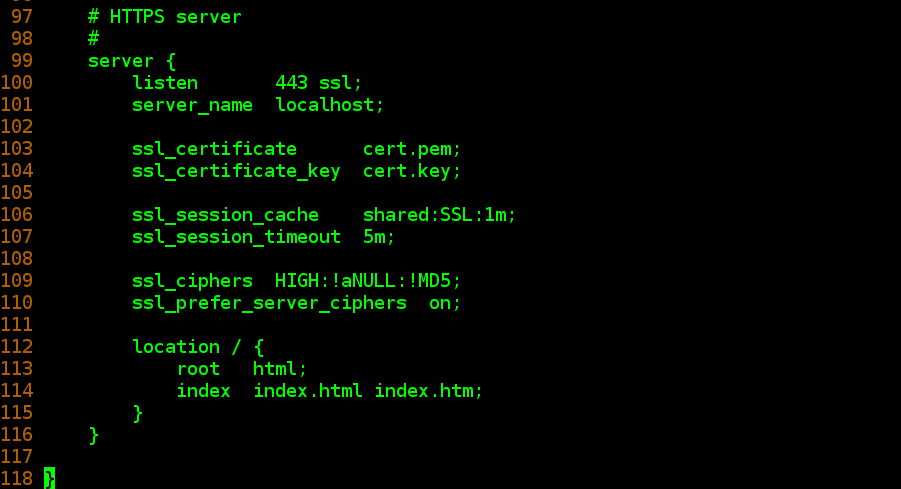 97     # HTTPS server
98     #
99     server {
100         listen       443 ssl;
101         server_name  localhost;
102
103         ssl_certificate      cert.pem;
104         ssl_certificate_key  cert.key;
105
106         ssl_session_cache    shared:SSL:1m;
107         ssl_session_timeout  5m;
108
109         ssl_ciphers  HIGH:!aNULL:!MD5;
110         ssl_prefer_server_ciphers  on;
111
112         location / {
113             root   html;
114             index  index.html index.htm;
115         }
116     }
117
118 }